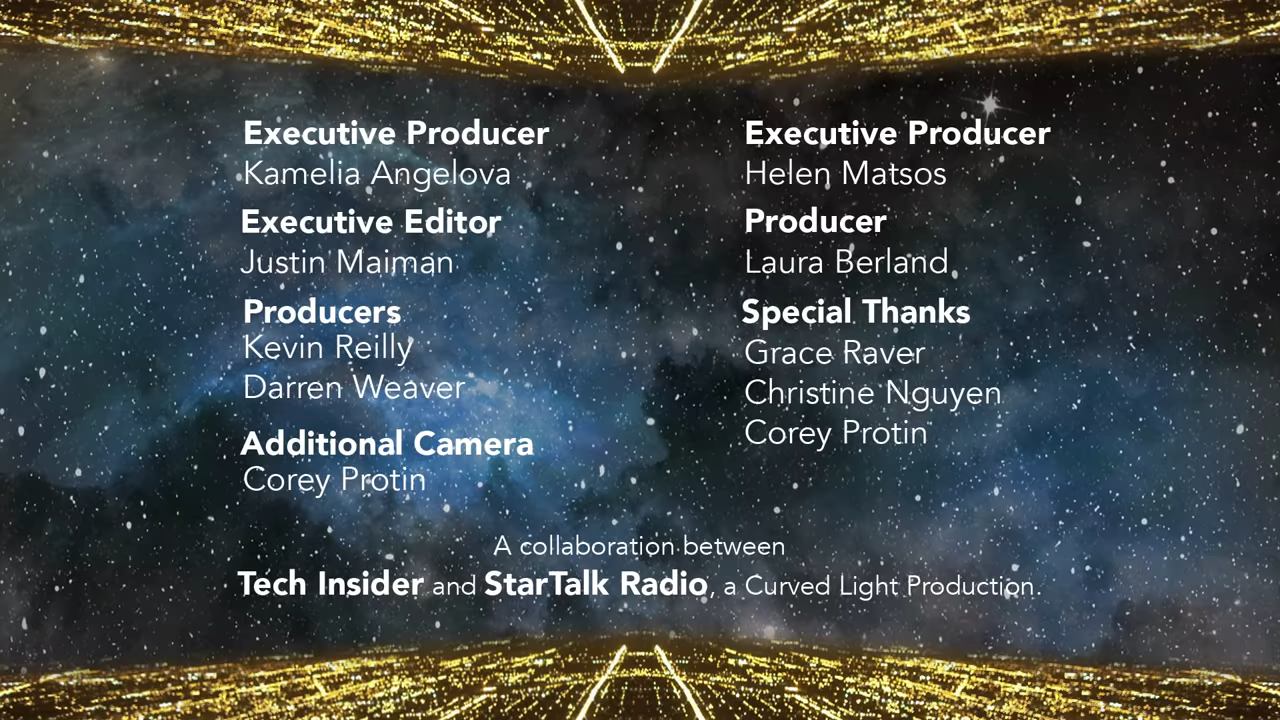 Executive Producer
Kamelia Angelova
Executive Editor
Justin Maiman
Producers
Kevin Reilly
Darren Weaver
Additional Camera
Corey Protin
Executive Producer
Helen Matsos
Producer
Laura Berland
Special Thanks
Grace Raver
Christine Nguyen
Corey Protin
A collaboration between
Tech Insider and StarTalk Radio, a Curved Light Production.